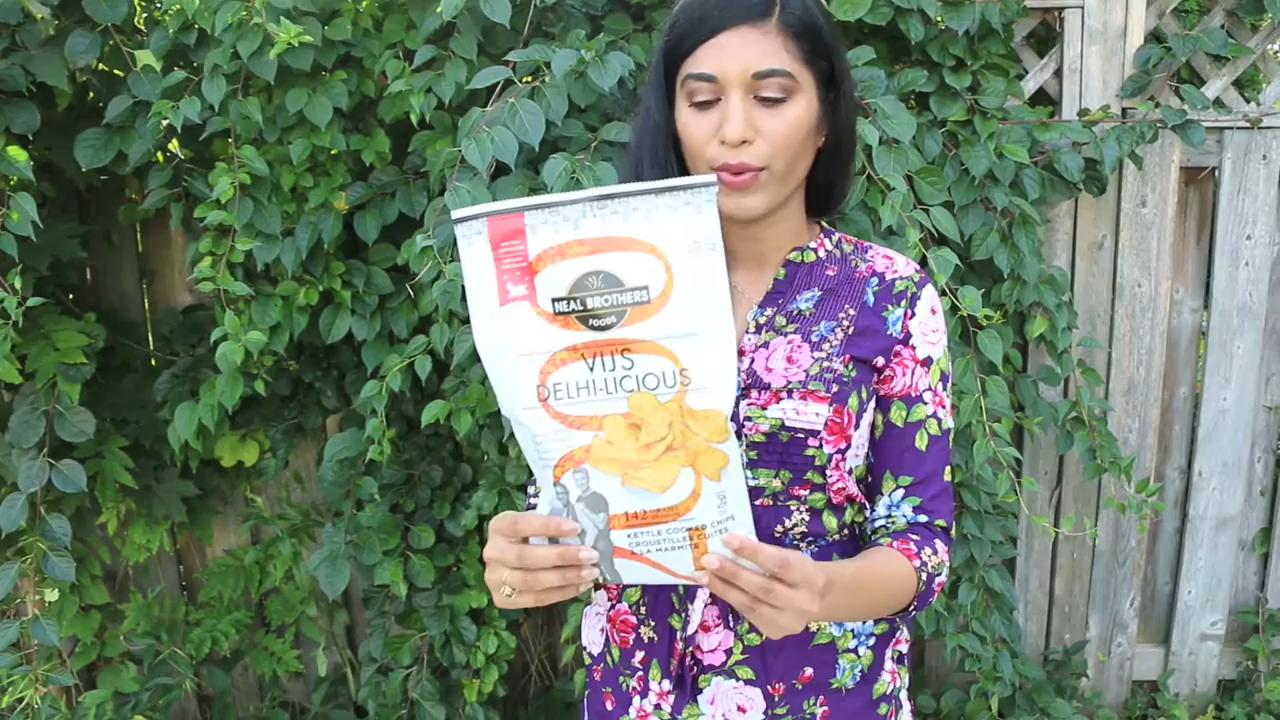 NEAL BROTHERS
FOODS
VIJ'S
DELHI-LICIOUS
142
KETTLE COOKED CHIPS
CROUSTILLES CUITES
À LA MARMITE